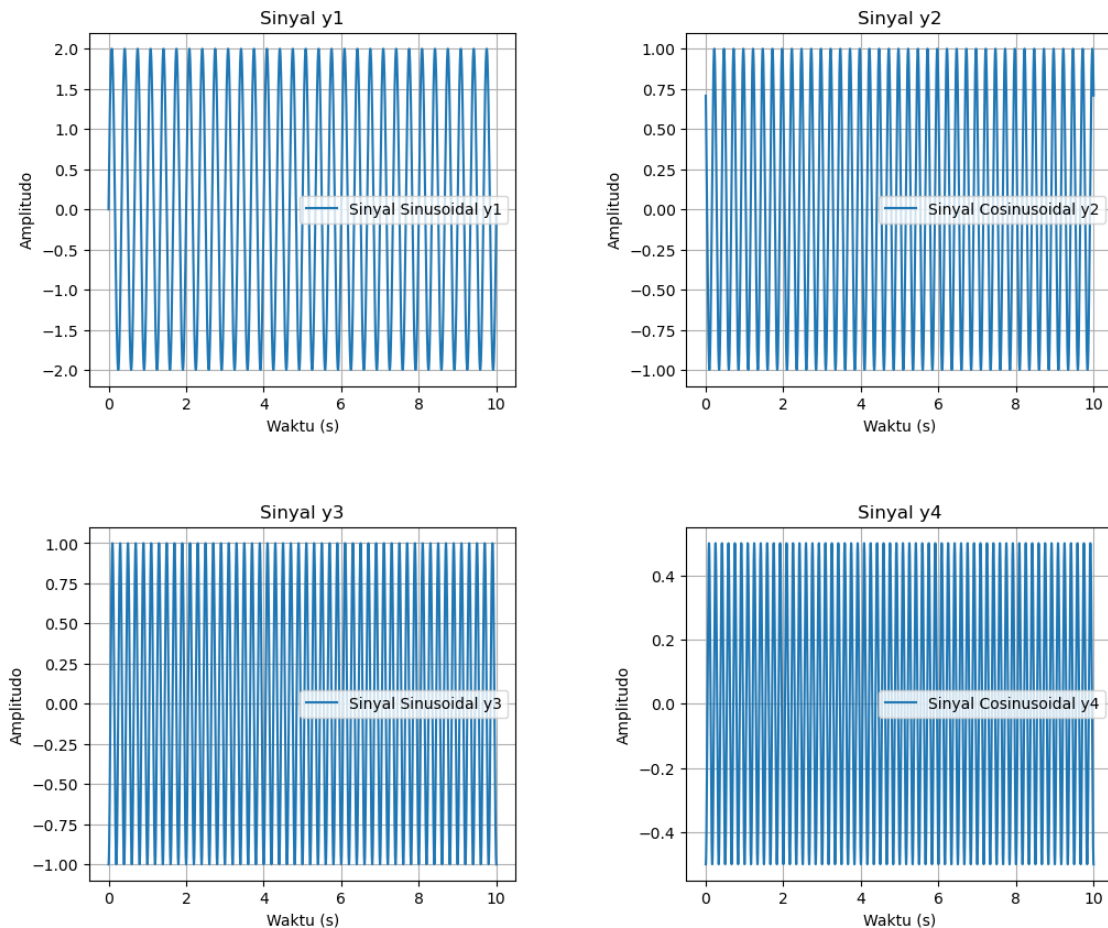 Sinyal y1
2.0
1.5
1.0
0.5
0.0
−0.5
−1.0
−1.5
−2.0
Amplitudo
Sinyal Sinusoidal y1
0 2 4 6 8 10
Waktu (s)
Sinyal y2
1.00
0.75
0.50
0.25
0.00
−0.25
−0.50
−0.75
−1.00
Amplitudo
Sinyal Cosinusoidal y2
0 2 4 6 8 10
Waktu (s)
Sinyal y3
1.00
0.75
0.50
0.25
0.00
−0.25
−0.50
−0.75
−1.00
Amplitudo
Sinyal Sinusoidal y3
0 2 4 6 8 10
Waktu (s)
Sinyal y4
0.4
0.2
0.0
−0.2
−0.4
Amplitudo
Sinyal Cosinusoidal y4
0 2 4 6 8 10
Waktu (s)